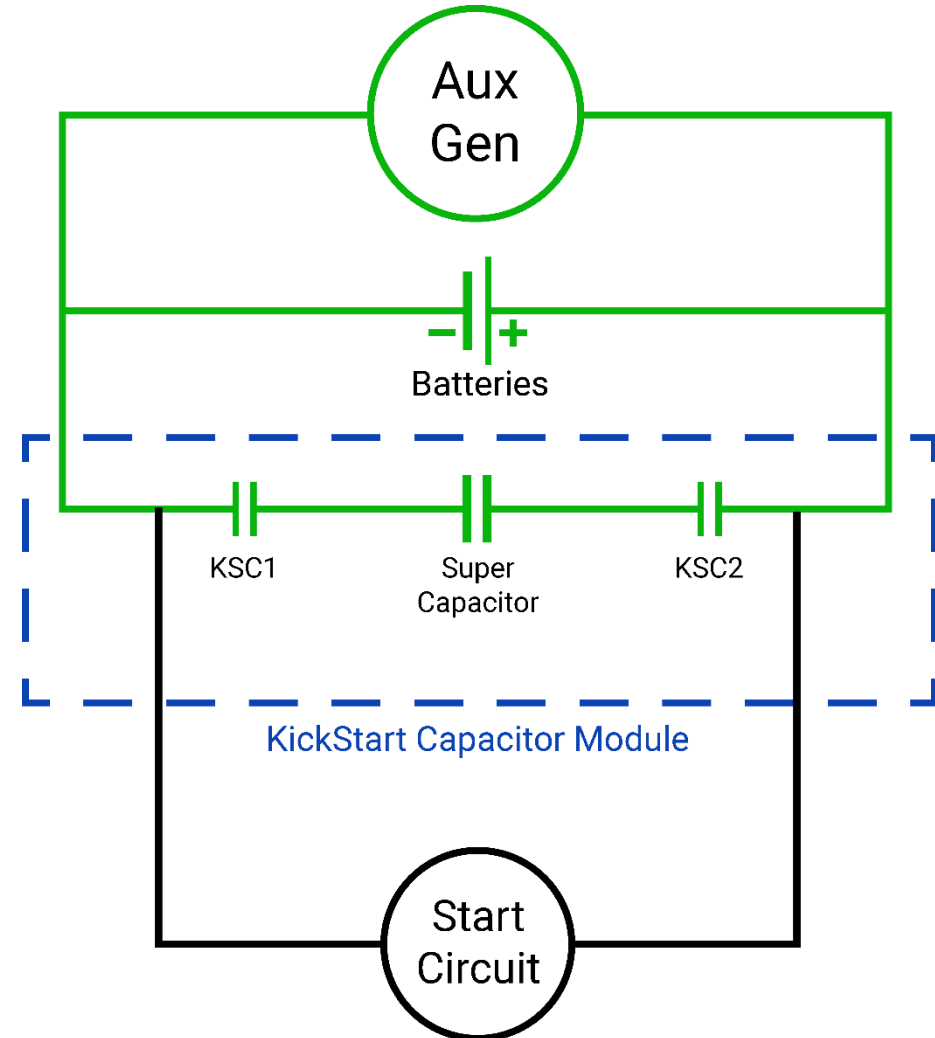 Aux
Gen
− +
Batteries
KSC1
Super
Capacitor
KSC2
KickStart Capacitor Module
Start
Circuit